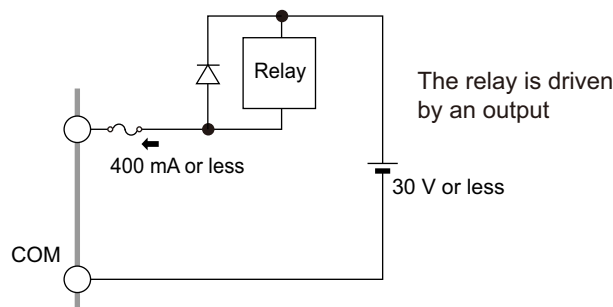 Relay
The relay is driven
by an output
400 mA or less
30 V or less
COM